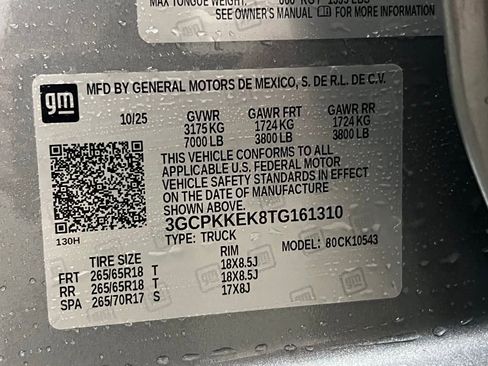 MAX TONGUE WEIGHT:
SEE OWNER'S MANUAL gm FOR MORE INFORMATION
gm
MFD BY GENERAL MOTORS DE MEXICO, S. DE R.L. DE C.V.
10/25 GVWR GAWR FRT GAWR RR
3175 KG 1724 KG 1724 KG
7000 LB 3800 LB 3800 LB
THIS VEHICLE CONFORMS TO ALL
APPLICABLE U.S. FEDERAL MOTOR
VEHICLE SAFETY STANDARDS IN EFFECT
ON THE DATE OF MANUFACTURE
SHOWN ABOVE.
3GCPKKEK8TG161310
TYPE: TRUCK MODEL: 80CK10543
130H
TIRE SIZE RIM
FRT 265/65R18 T 18X8.5J
RR 265/65R18 T 18X8.5J
SPA 265/70R17 S 17X8J